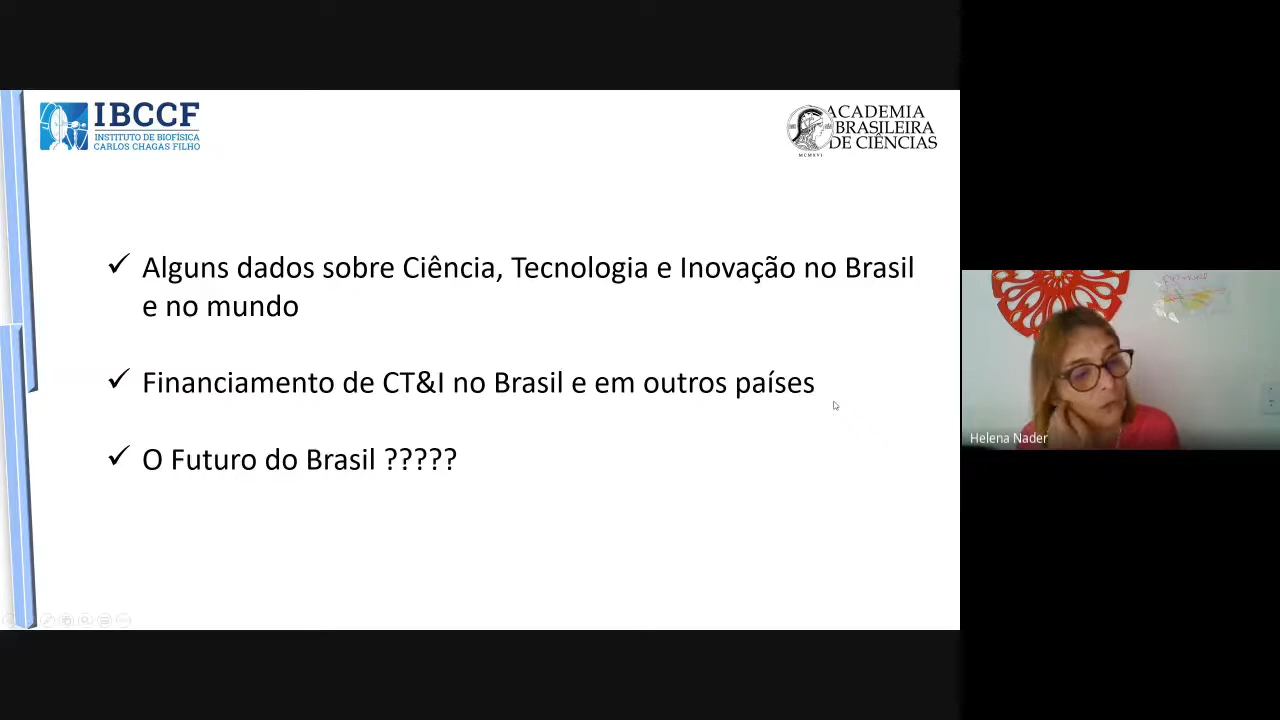 IBCCF
INSTITUTO DE BIOFÍSICA
CARLOS CHAGAS FILHO
ACADEMIA
BRASILEIRA
DE CIÊNCIAS
MCMXVI
✓ Alguns dados sobre Ciência, Tecnologia e Inovação no Brasil
e no mundo
✓ Financiamento de CT&I no Brasil e em outros países
✓ O Futuro do Brasil ?????
Helena Nader